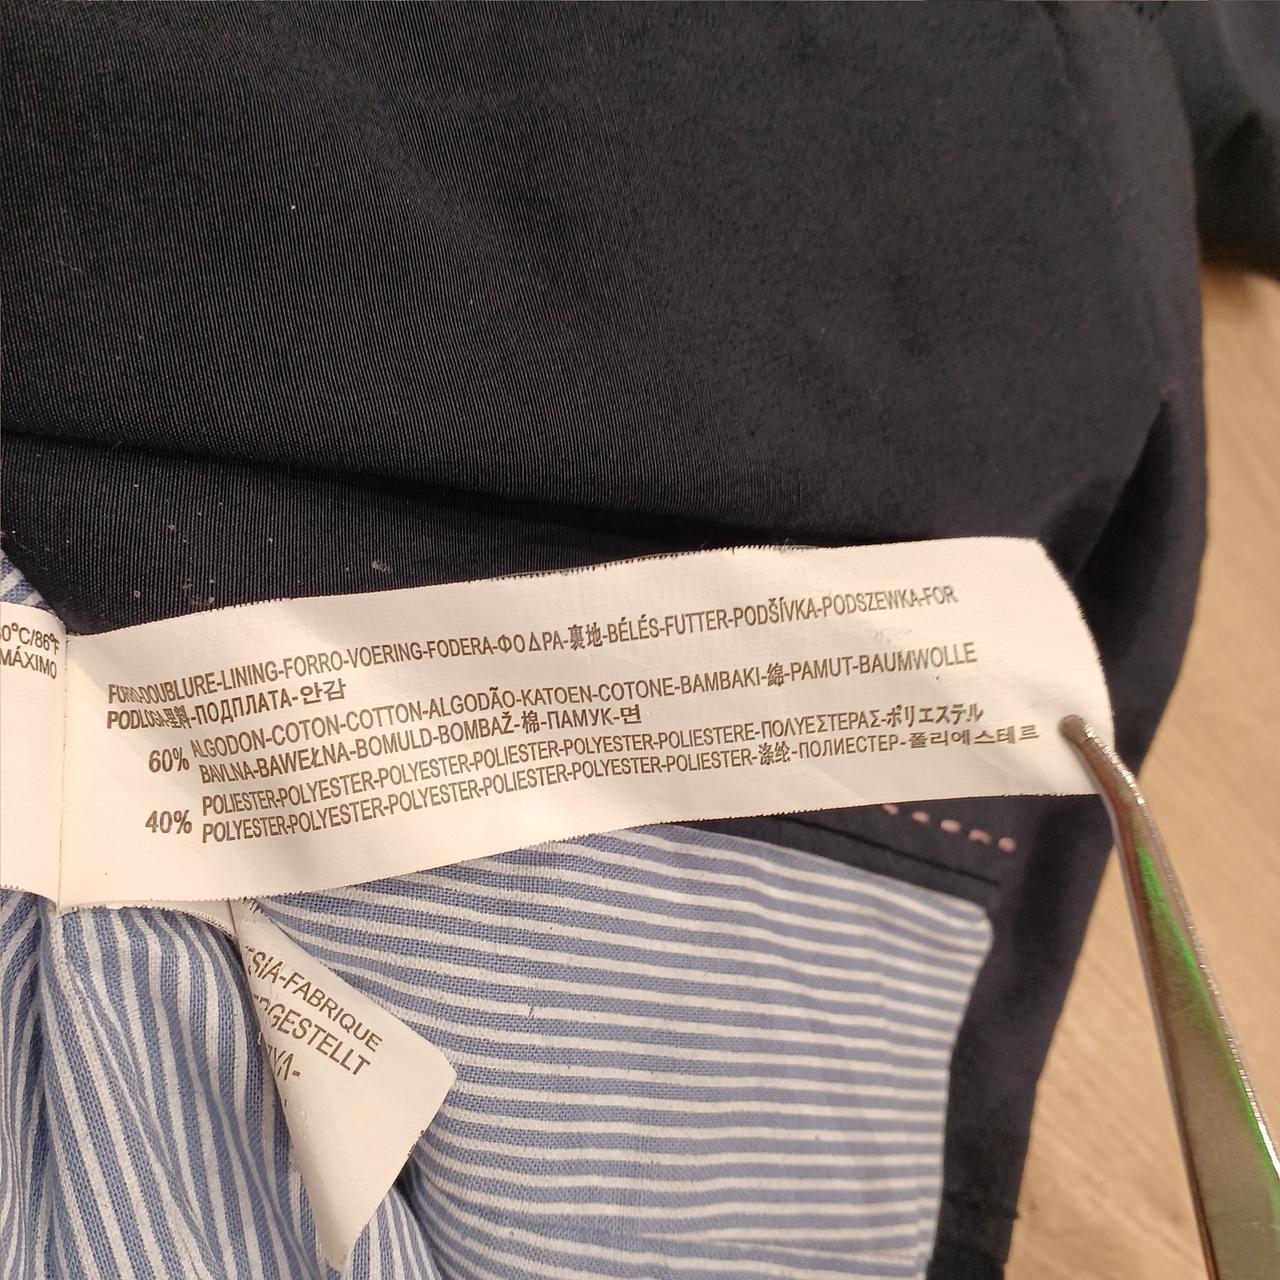 0°C/86°F
MÁXIMO
FORRO-DOUBLURE-LINING-FORRO-VOERING-FODERA-ΦΟΔΡΑ-裏地-BÉLÉS-FUTTER-PODŠÍVKA-PODSZEWKA-FOR
PODLOGA-里料-ПОДПЛАТА-안감
60% ALGODON-COTON-COTTON-ALGODÃO-KATOEN-COTONE-BAMBAKI-綿-PAMUT-BAUMWOLLE
BAVLNA-BAWEŁNA-BOMULD-BOMBAŽ-棉-ПАМУК-면
40% POLIESTER-POLYESTER-POLYESTER-POLIESTER-POLYESTER-POLIESTERE-ΠΟΛΥΕΣΤΕΡΑΣ-ポリエステル
POLYESTER-POLYESTER-POLYESTER-POLIESTER-POLYESTER-POLIESTER-涤纶-ПОЛИЕСТЕР-폴리에스테르
SIA-FABRIQUE
RGESTELLT